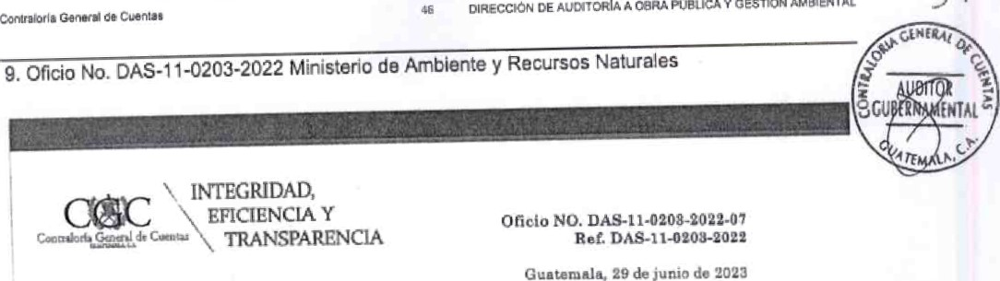 Contraloría General de Cuentas
46
DIRECCIÓN DE AUDITORÍA A OBRA PÚBLICA Y GESTIÓN AMBIENTAL
9. Oficio No. DAS-11-0203-2022 Ministerio de Ambiente y Recursos Naturales
CONTRALORIA GENERAL DE CUENTAS
AUDITOR
GUBERNAMENTAL
GUATEMALA, C.A.
CGC
Contraloría General de Cuentas
INTEGRIDAD,
EFICIENCIA Y
TRANSPARENCIA
Oficio NO. DAS-11-0203-2022-07
Ref. DAS-11-0203-2022
Guatemala, 29 de junio de 2023